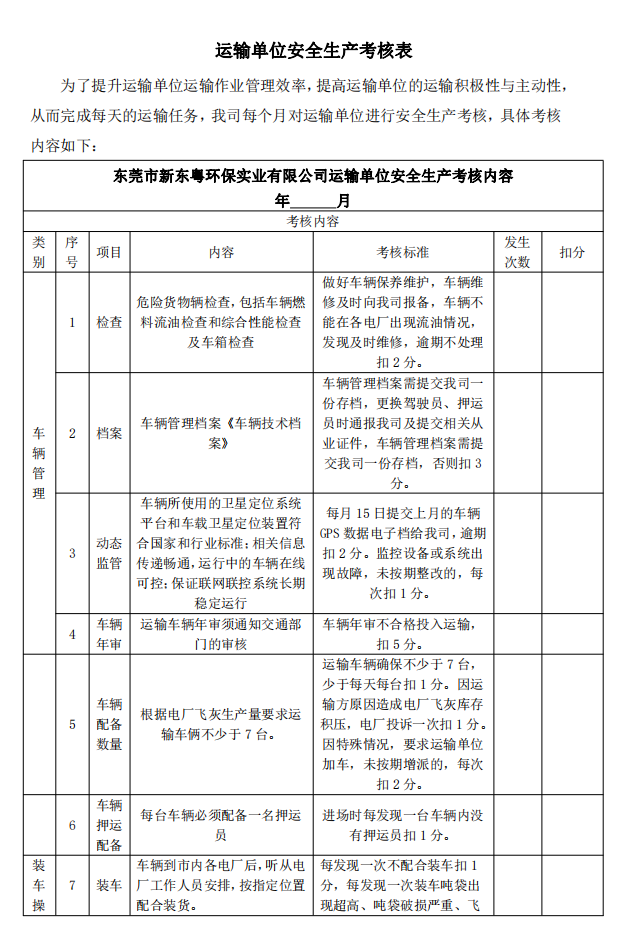 运输单位安全生产考核表
为了提升运输单位运输作业管理效率，提高运输单位的运输积极性与主动性，
从而完成每天的运输任务，我司每个月对运输单位进行安全生产考核，具体考核
内容如下：
东莞市新东粤环保实业有限公司运输单位安全生产考核内容
年______月
考核内容
类别
序号
项目
内容
考核标准
发生次数
扣分
车辆管理
1
检查
危险货物辆检查，包括车辆燃
料流油检查和综合性能检查
及车箱检查
做好车辆保养维护，车辆维
修及时向我司报备，车辆不
能在各电厂出现流油情况，
发现及时维修，逾期不处理
扣 2 分。
2
档案
车辆管理档案《车辆技术档
案》
车辆管理档案需提交我司一
份存档，更换驾驶员、押运
员时通报我司及提交相关从
业证件，车辆管理档案需提
交我司一份存档，否则扣 3
分。
3
动态
监管
车辆所使用的卫星定位系统
平台和车载卫星定位装置符
合国家和行业标准；相关信息
传递畅通，运行中的车辆在线
可控；保证联网联控系统长期
稳定运行
每月 15 日提交上月的车辆
GPS 数据电子档给我司，逾期
扣 2 分。监控设备或系统出
现故障，未按期整改的，每
次扣 1 分。
4
车辆
年审
运输车辆年审须通知交通部
门的审核
车辆年审不合格投入运输，
扣 5 分。
5
车辆
配备
数量
根据电厂飞灰生产量要求运
输车俩不少于 7 台。
运输车辆确保不少于 7 台，
少于每天每台扣 1 分。因运
输方原因造成电厂飞灰库存
积压，电厂投诉一次扣 1 分。
因特殊情况，要求运输单位
加车，未按期增派的，每次
扣 2 分。
6
车辆
押运
配备
每台车辆必须配备一名押运
员
进场时每发现一台车辆内没
有押运员扣 1 分。
装车操
7
装车
车辆到市内各电厂后，听从电
厂工作人员安排，按指定位置
配合装货。
每发现一次不配合装车扣 1
分，每发现一次装车吨袋出
现超高、吨袋破损严重、飞